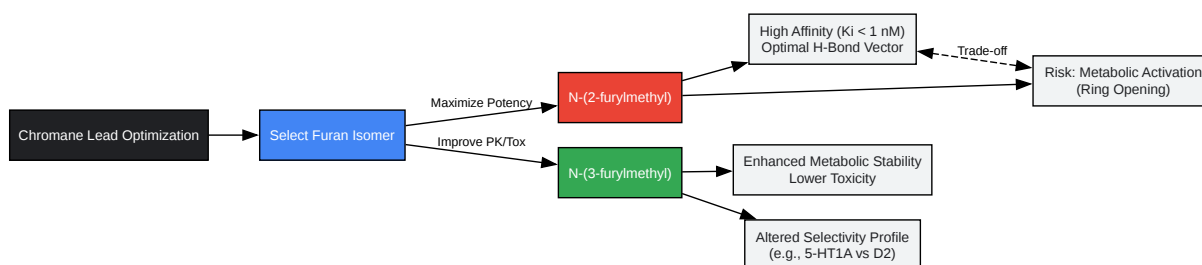 Chromane Lead Optimization
Select Furan Isomer
Maximize Potency
Improve PK/Tox
N-(2-furylmethyl)
N-(3-furylmethyl)
High Affinity (Ki < 1 nM)
Optimal H-Bond Vector
Trade-off
Risk: Metabolic Activation
(Ring Opening)
Enhanced Metabolic Stability
Lower Toxicity
Altered Selectivity Profile
(e.g., 5-HT1A vs D2)